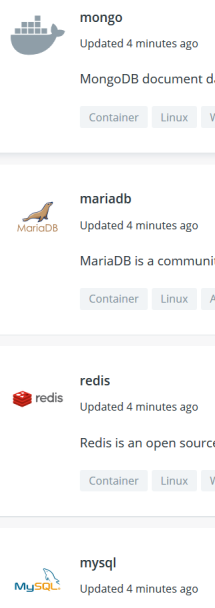 mongo
Updated 4 minutes ago
MongoDB document da
Container Linux
mariadb
Updated 4 minutes ago
MariaDB
MariaDB is a communit
Container Linux
redis
redis
Updated 4 minutes ago
Redis is an open source
Container Linux
mysql
MySQL
Updated 4 minutes ago